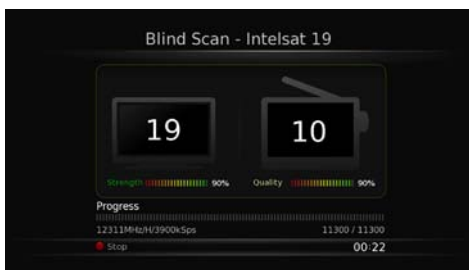 Blind Scan - Intelsat 19
19
10
Strength 90%
Quality 90%
Progress
12311MHz/H/3900kSps 11300 / 11300
Stop 00:22